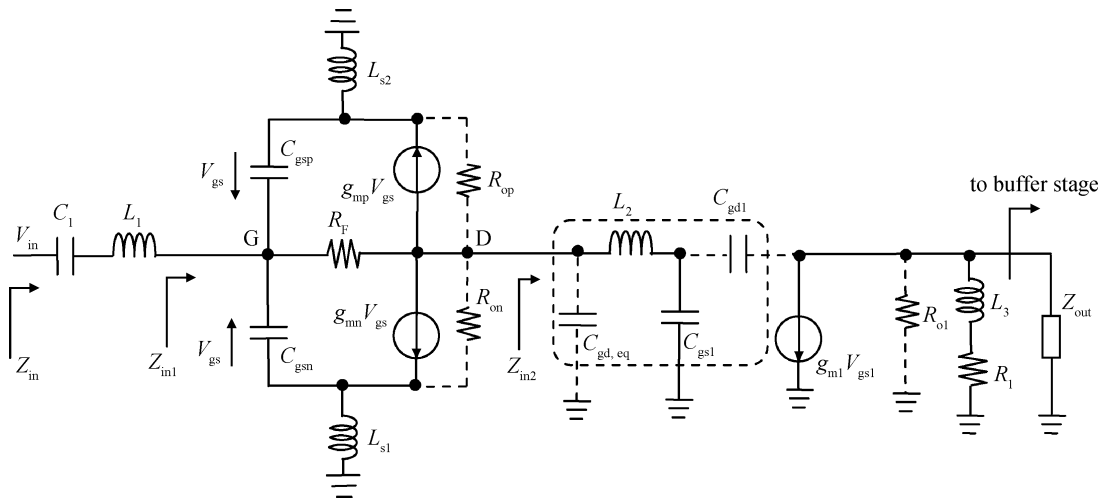 L_s2
V_gs
C_gsp
g_mp V_gs
R_op
to buffer stage
V_in
C_1
L_1
G
R_F
D
L_2
C_gd1
Z_in
Z_in1
V_gs
C_gsn
g_mn V_gs
R_on
Z_in2
C_gd, eq
C_gs1
g_m1 V_gs1
R_o1
L_3
R_1
Z_out
L_s1